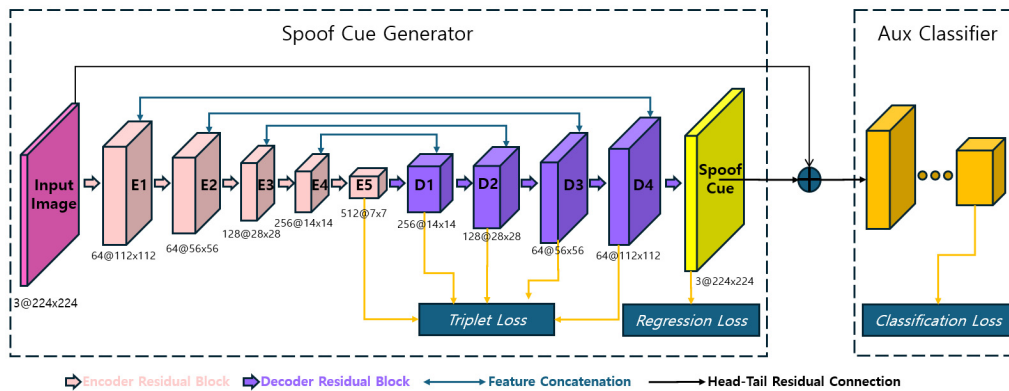 Spoof Cue Generator
Aux Classifier
Input
Image
E1
E2
E3
E4
E5
D1
D2
D3
D4
Spoof
Cue
3@224x224
64@112x112
64@56x56
128@28x28
256@14x14
512@7x7
256@14x14
128@28x28
64@56x56
64@112x112
3@224x224
Triplet Loss
Regression Loss
Classification Loss
Encoder Residual Block
Decoder Residual Block
Feature Concatenation
Head-Tail Residual Connection